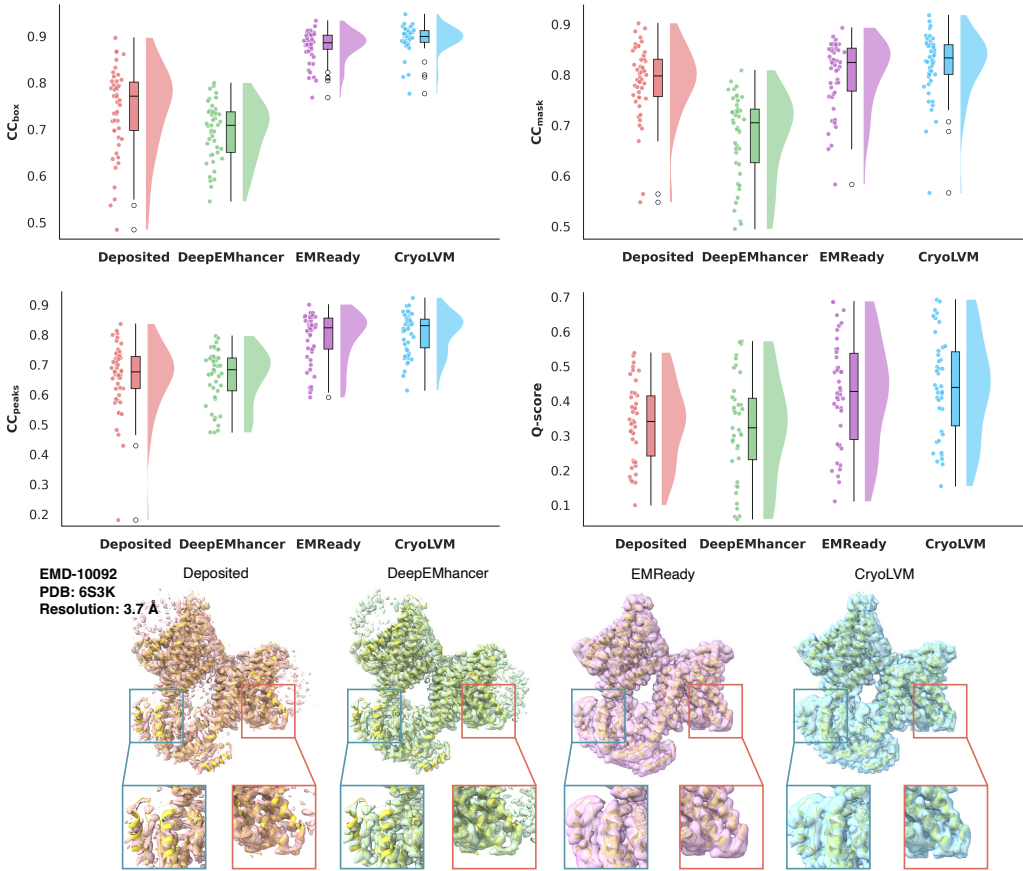 CCbox
0.9
0.8
0.7
0.6
0.5
Deposited DeepEMhancer EMReady CryoLVM
CCmask
0.9
0.8
0.7
0.6
0.5
Deposited DeepEMhancer EMReady CryoLVM
CCpeaks
0.9
0.8
0.7
0.6
0.5
0.4
0.3
0.2
Deposited DeepEMhancer EMReady CryoLVM
Q-score
0.7
0.6
0.5
0.4
0.3
0.2
0.1
Deposited DeepEMhancer EMReady CryoLVM
EMD-10092
PDB: 6S3K
Resolution: 3.7 Å
Deposited DeepEMhancer EMReady CryoLVM